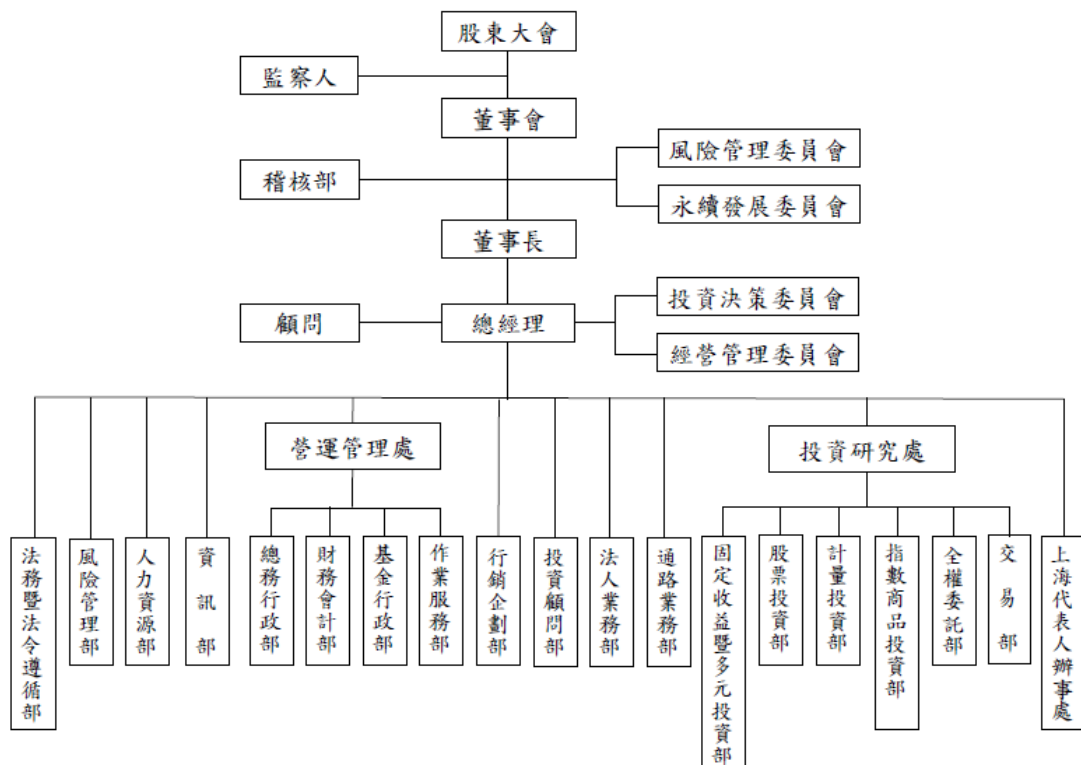 股東大會
監察人
董事會
風險管理委員會
稽核部
永續發展委員會
董事長
投資決策委員會
顧問
總經理
經營管理委員會
營運管理處
投資研究處
法務暨法令遵循部
風險管理部
人力資源部
資訊部
總務行政部
財務會計部
基金行政部
作業服務部
行銷企劃部
投資顧問部
法人業務部
通路業務部
固定收益暨多元投資部
股票投資部
計量投資部
指數商品投資部
全權委託部
交易部
上海代表人辦事處